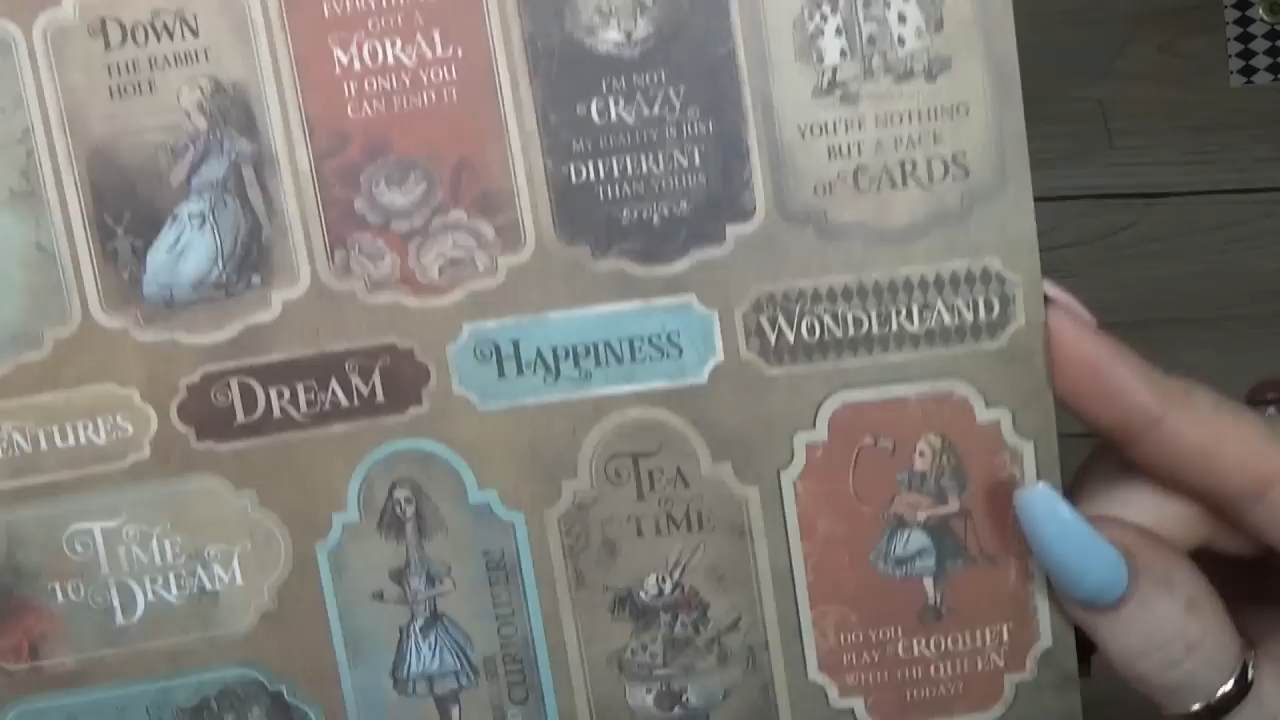 DOWN
THE RABBIT
HOLE
GOT A
MORAL,
IF ONLY YOU
CAN FIND IT
I'M NOT
CRAZY
MY REALITY IS JUST
DIFFERENT
THAN YOURS
YOU'RE NOTHING
BUT A PACK
OF CARDS
ENTURES
DREAM
HAPPINESS
WONDERLAND
TIME
TO DREAM
CURIOUSER
TEA
TIME
DO YOU
PLAY CROQUET
WITH THE QUEEN
TODAY?